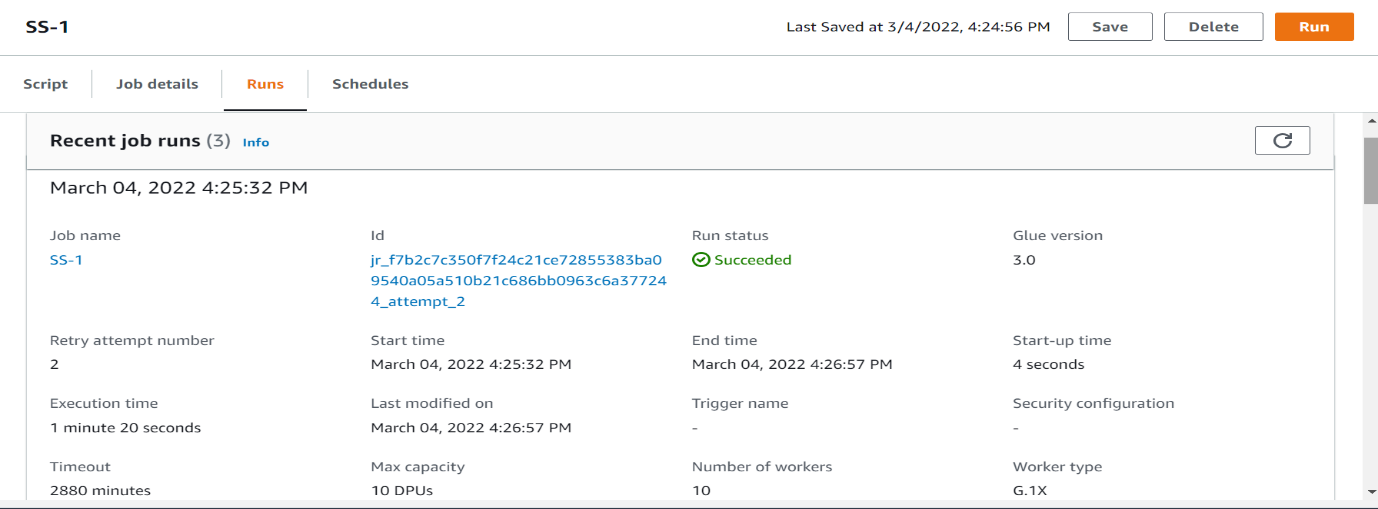 SS-1
Last Saved at 3/4/2022, 4:24:56 PM Save Delete Run
Script Job details Runs Schedules
Recent job runs (3) Info
March 04, 2022 4:25:32 PM
Job name Id Run status Glue version
SS-1 jr_f7b2c7c350f7f24c21ce72855383ba0 Succeeded 3.0
9540a05a510b21c686bb0963c6a37724
4_attempt_2
Retry attempt number Start time End time Start-up time
2 March 04, 2022 4:25:32 PM March 04, 2022 4:26:57 PM 4 seconds
Execution time Last modified on Trigger name Security configuration
1 minute 20 seconds March 04, 2022 4:26:57 PM - -
Timeout Max capacity Number of workers Worker type
2880 minutes 10 DPUs 10 G.1X